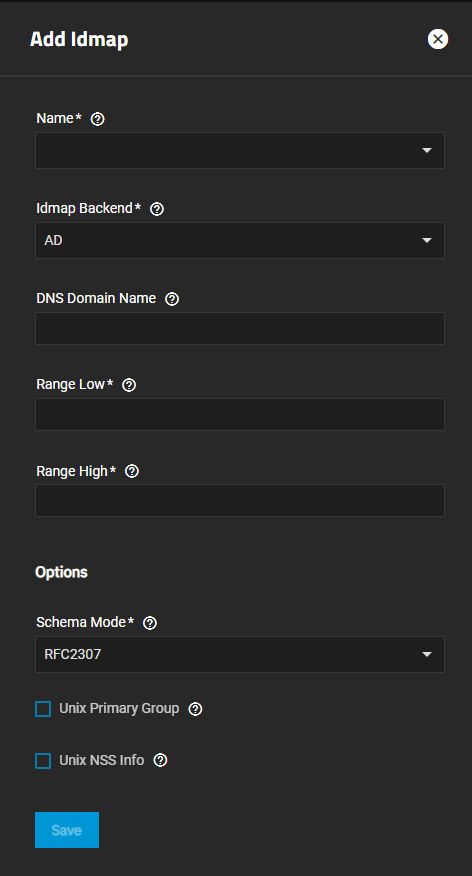 Add Idmap
Name*
Idmap Backend*
AD
DNS Domain Name
Range Low*
Range High*
Options
Schema Mode*
RFC2307
Unix Primary Group
Unix NSS Info
Save